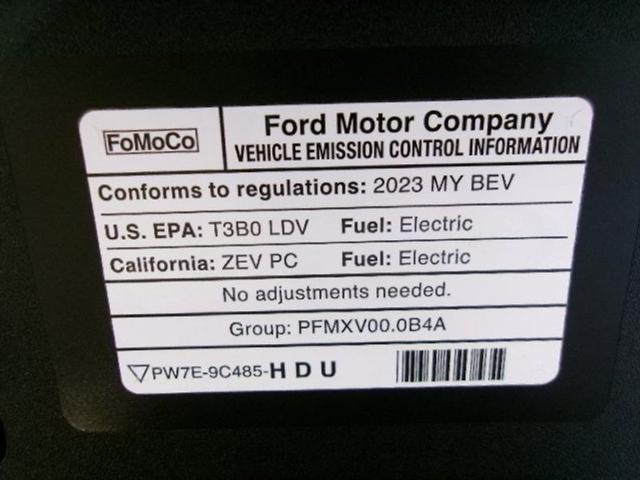 FoMoCo
Ford Motor Company
VEHICLE EMISSION CONTROL INFORMATION
Conforms to regulations: 2023 MY BEV
U.S. EPA: T3B0 LDV Fuel: Electric
California: ZEV PC Fuel: Electric
No adjustments needed.
Group: PFMXV00.0B4A
PW7E-9C485-HDU